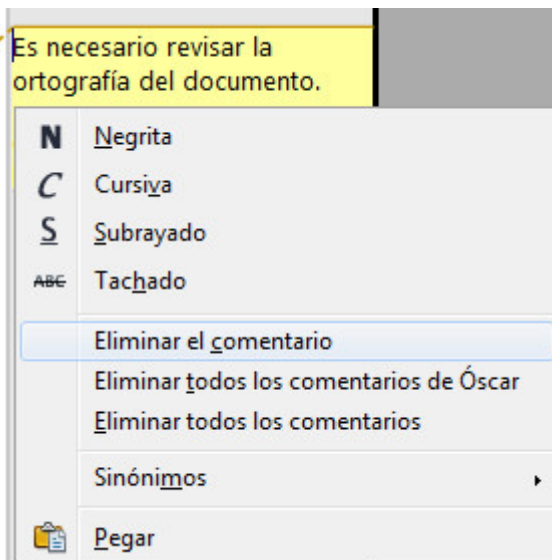 Es necesario revisar la
ortografía del documento.
N Negrita
C Cursiva
S Subrayado
ABC Tachado
Eliminar el comentario
Eliminar todos los comentarios de Óscar
Eliminar todos los comentarios
Sinónimos
Pegar